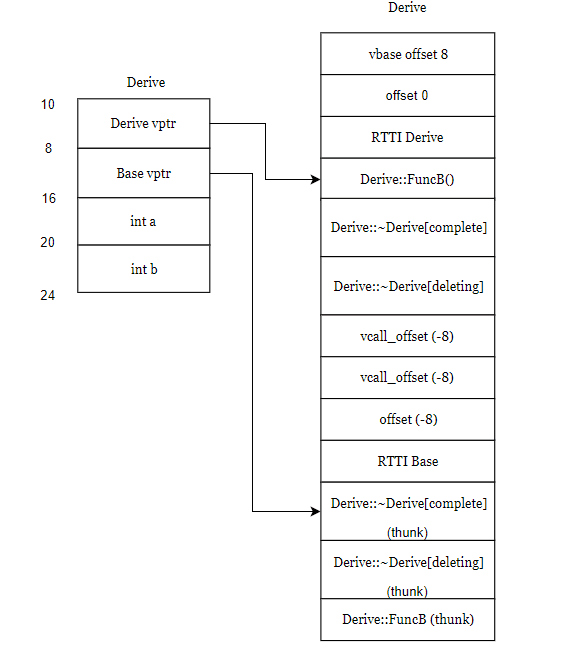 Derive
10
Derive vptr
8
Base vptr
16
int a
20
int b
24
Derive
vbase offset 8
offset 0
RTTI Derive
Derive::FuncB()
Derive::~Derive[complete]
Derive::~Derive[deleting]
vcall_offset (-8)
vcall_offset (-8)
offset (-8)
RTTI Base
Derive::~Derive[complete]
(thunk)
Derive::~Derive[deleting]
(thunk)
Derive::FuncB (thunk)